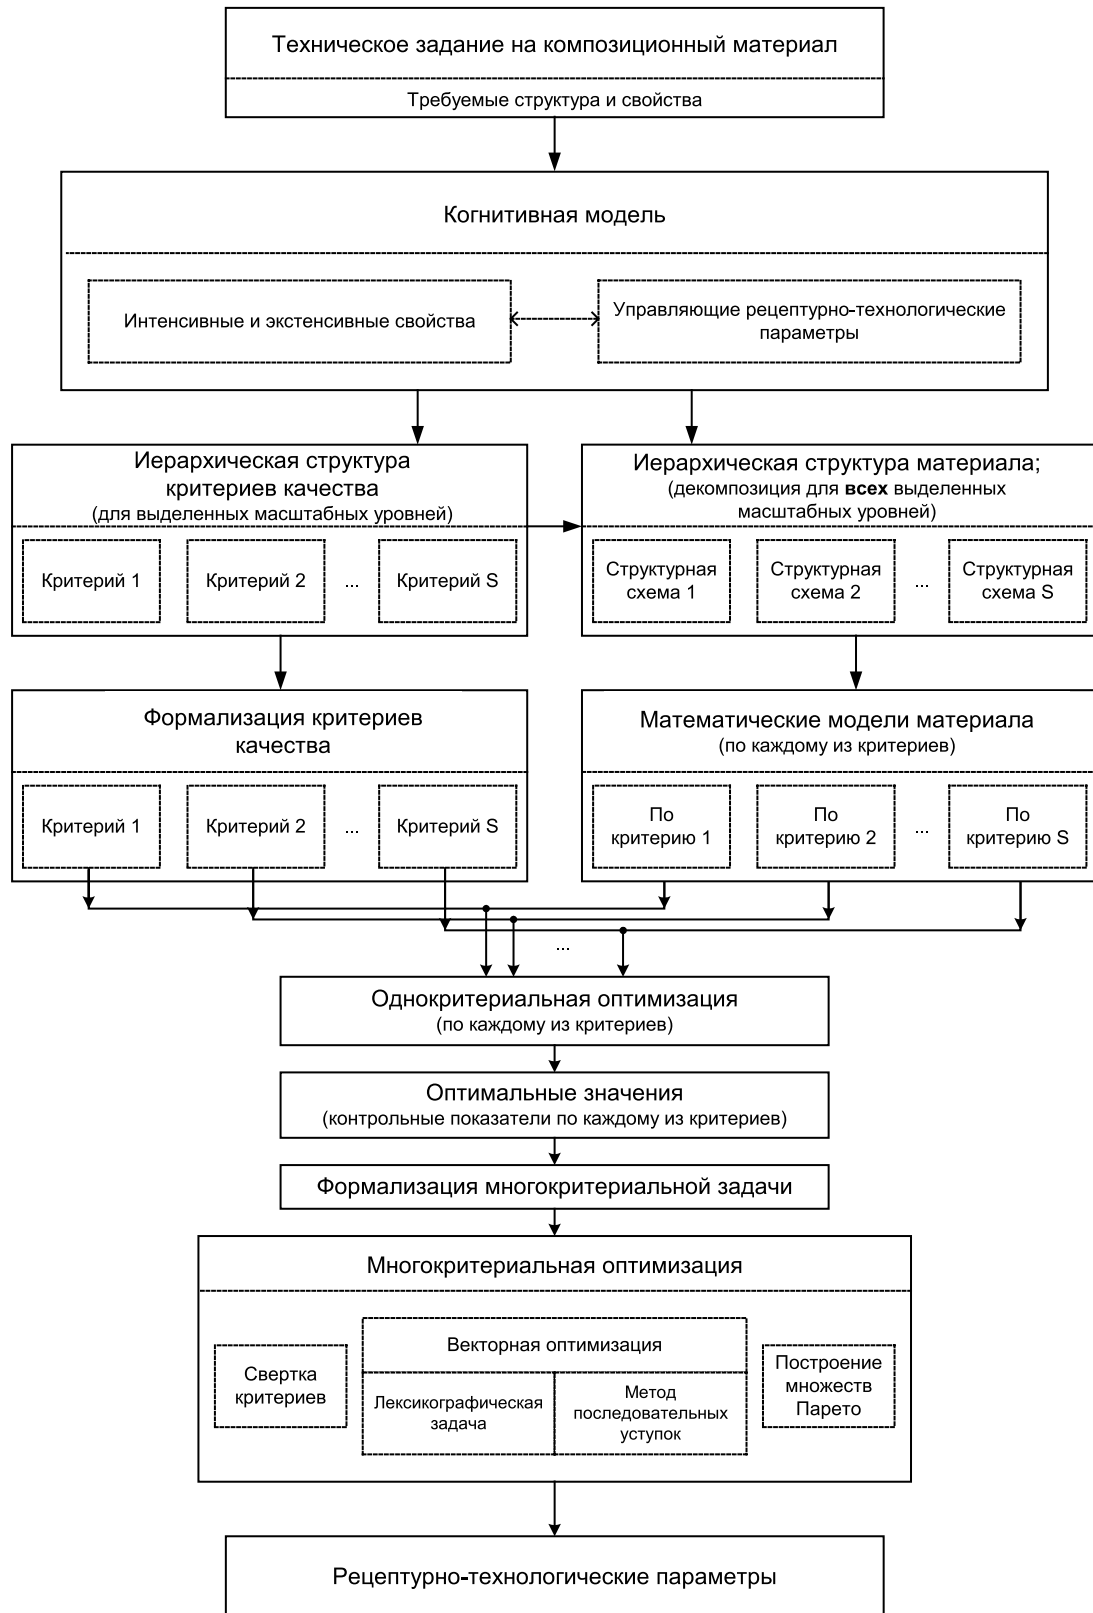 Техническое задание на композиционный материал
Требуемые структура и свойства
Когнитивная модель
Интенсивные и экстенсивные свойства
Управляющие рецептурно-технологические
параметры
Иерархическая структура
критериев качества
(для выделенных масштабных уровней)
Критерий 1
Критерий 2
...
Критерий S
Иерархическая структура материала;
(декомпозиция для всех выделенных
масштабных уровней)
Структурная
схема 1
Структурная
схема 2
...
Структурная
схема S
Формализация критериев
качества
Критерий 1
Критерий 2
...
Критерий S
Математические модели материала
(по каждому из критериев)
По
критерию 1
По
критерию 2
...
По
критерию S
...
Однокритериальная оптимизация
(по каждому из критериев)
Оптимальные значения
(контрольные показатели по каждому из критериев)
Формализация многокритериальной задачи
Многокритериальная оптимизация
Свертка
критериев
Векторная оптимизация
Лексикографическая
задача
Метод
последовательных
уступок
Построение
множеств
Парето
Рецептурно-технологические параметры